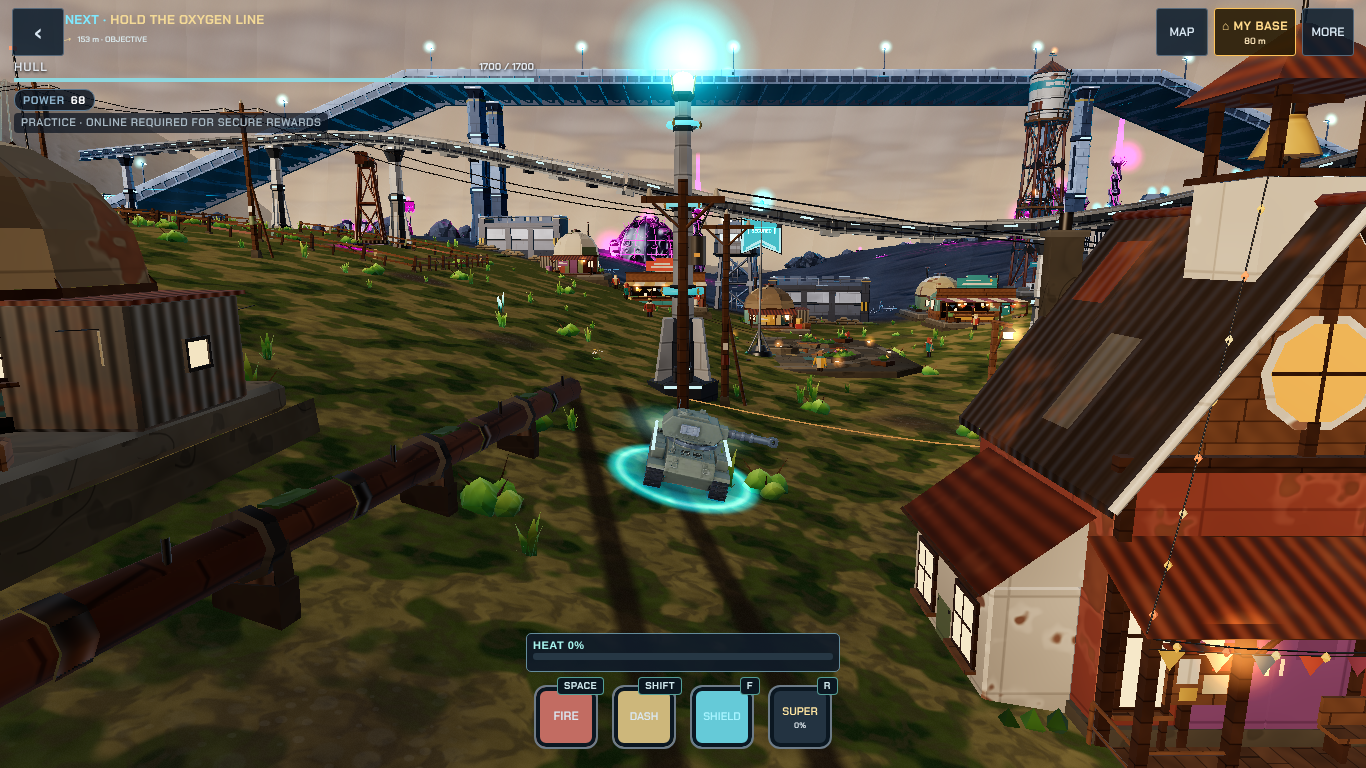 NEXT · HOLD THE OXYGEN LINE
153 m · OBJECTIVE
HULL
1700 / 1700
POWER 68
PRACTICE · ONLINE REQUIRED FOR SECURE REWARDS
MAP
⌂ MY BASE
80 m
MORE
SECURED
HEAT 0%
SPACE
FIRE
SHIFT
DASH
F
SHIELD
R
SUPER
0%